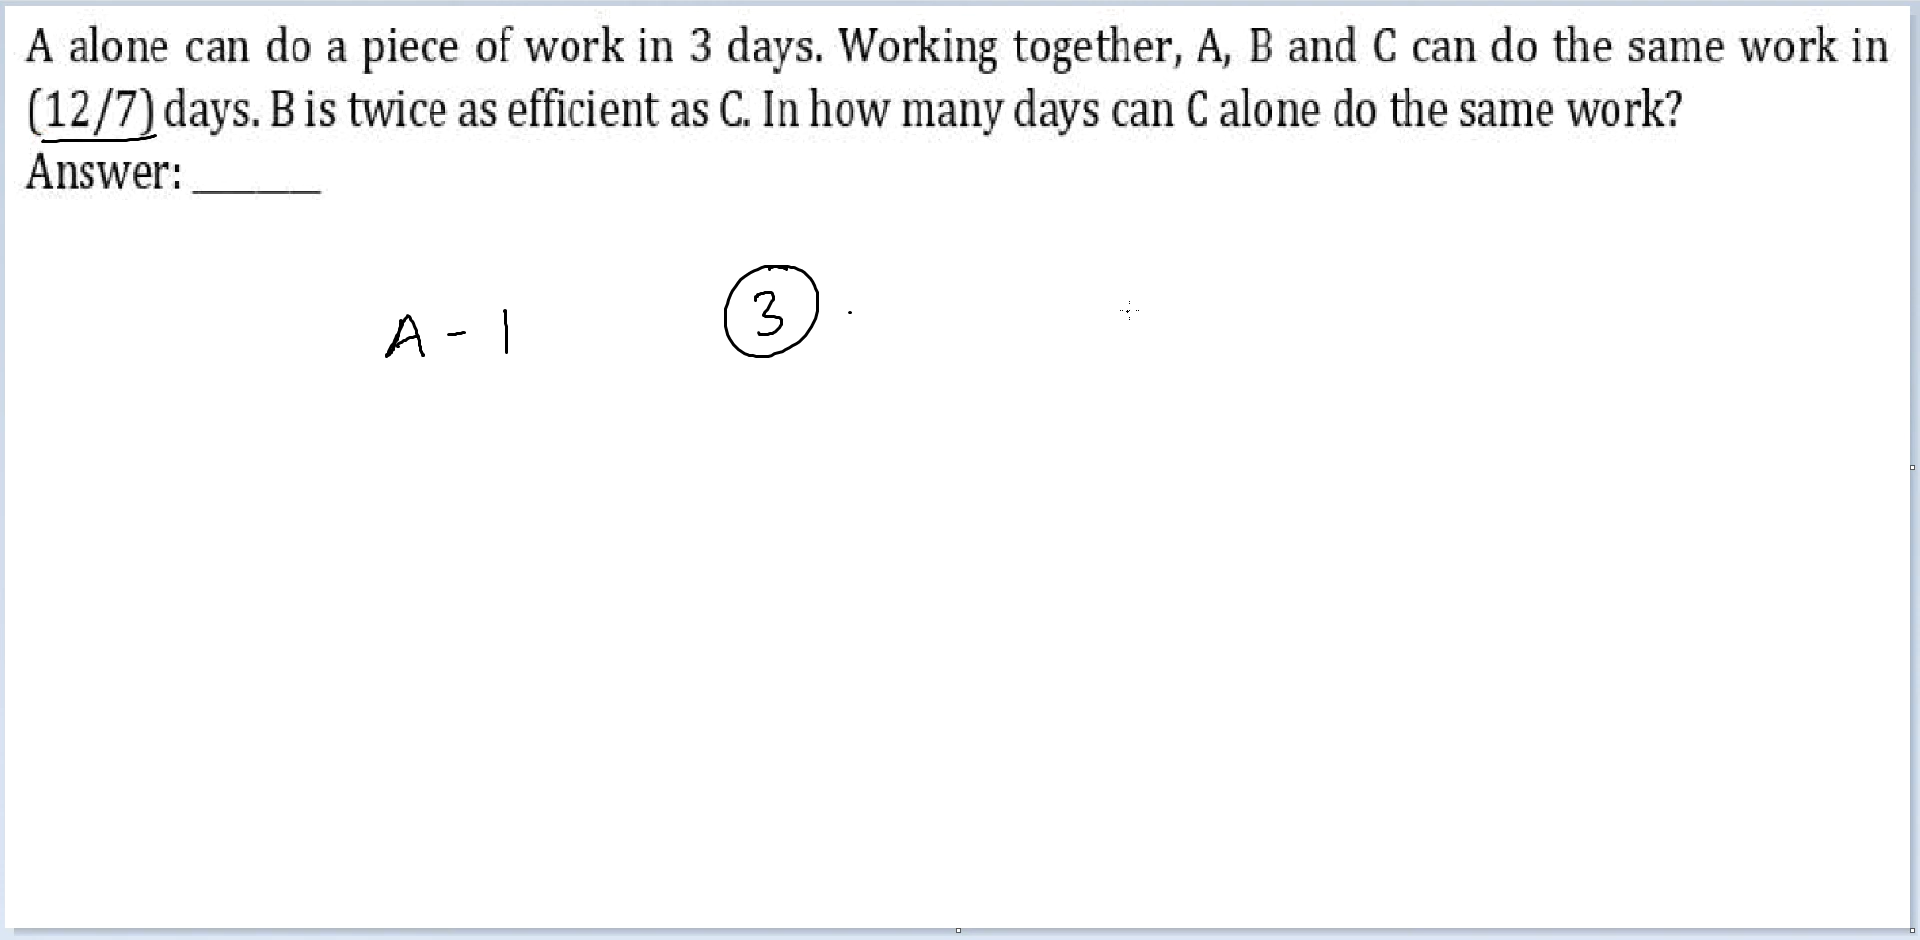 A alone can do a piece of work in 3 days. Working together, A, B and C can do the same work in
(12/7) days. B is twice as efficient as C. In how many days can C alone do the same work?
Answer: ______
A - 1 3 .